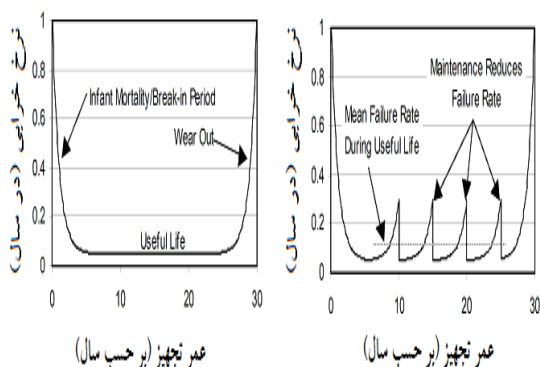 نرخ خرابی (در سال)
1
0.8
0.6
0.4
0.2
0
Infant Mortality/Break-in Period
Wear Out
Useful Life
0 10 20 30
عمر تجهیز (بر حسب سال)
نرخ خرابی (در سال)
1
0.8
0.6
0.4
0.2
0
Maintenance Reduces
Failure Rate
Mean Failure Rate
During Useful Life
0 10 20 30
عمر تجهیز (بر حسب سال)